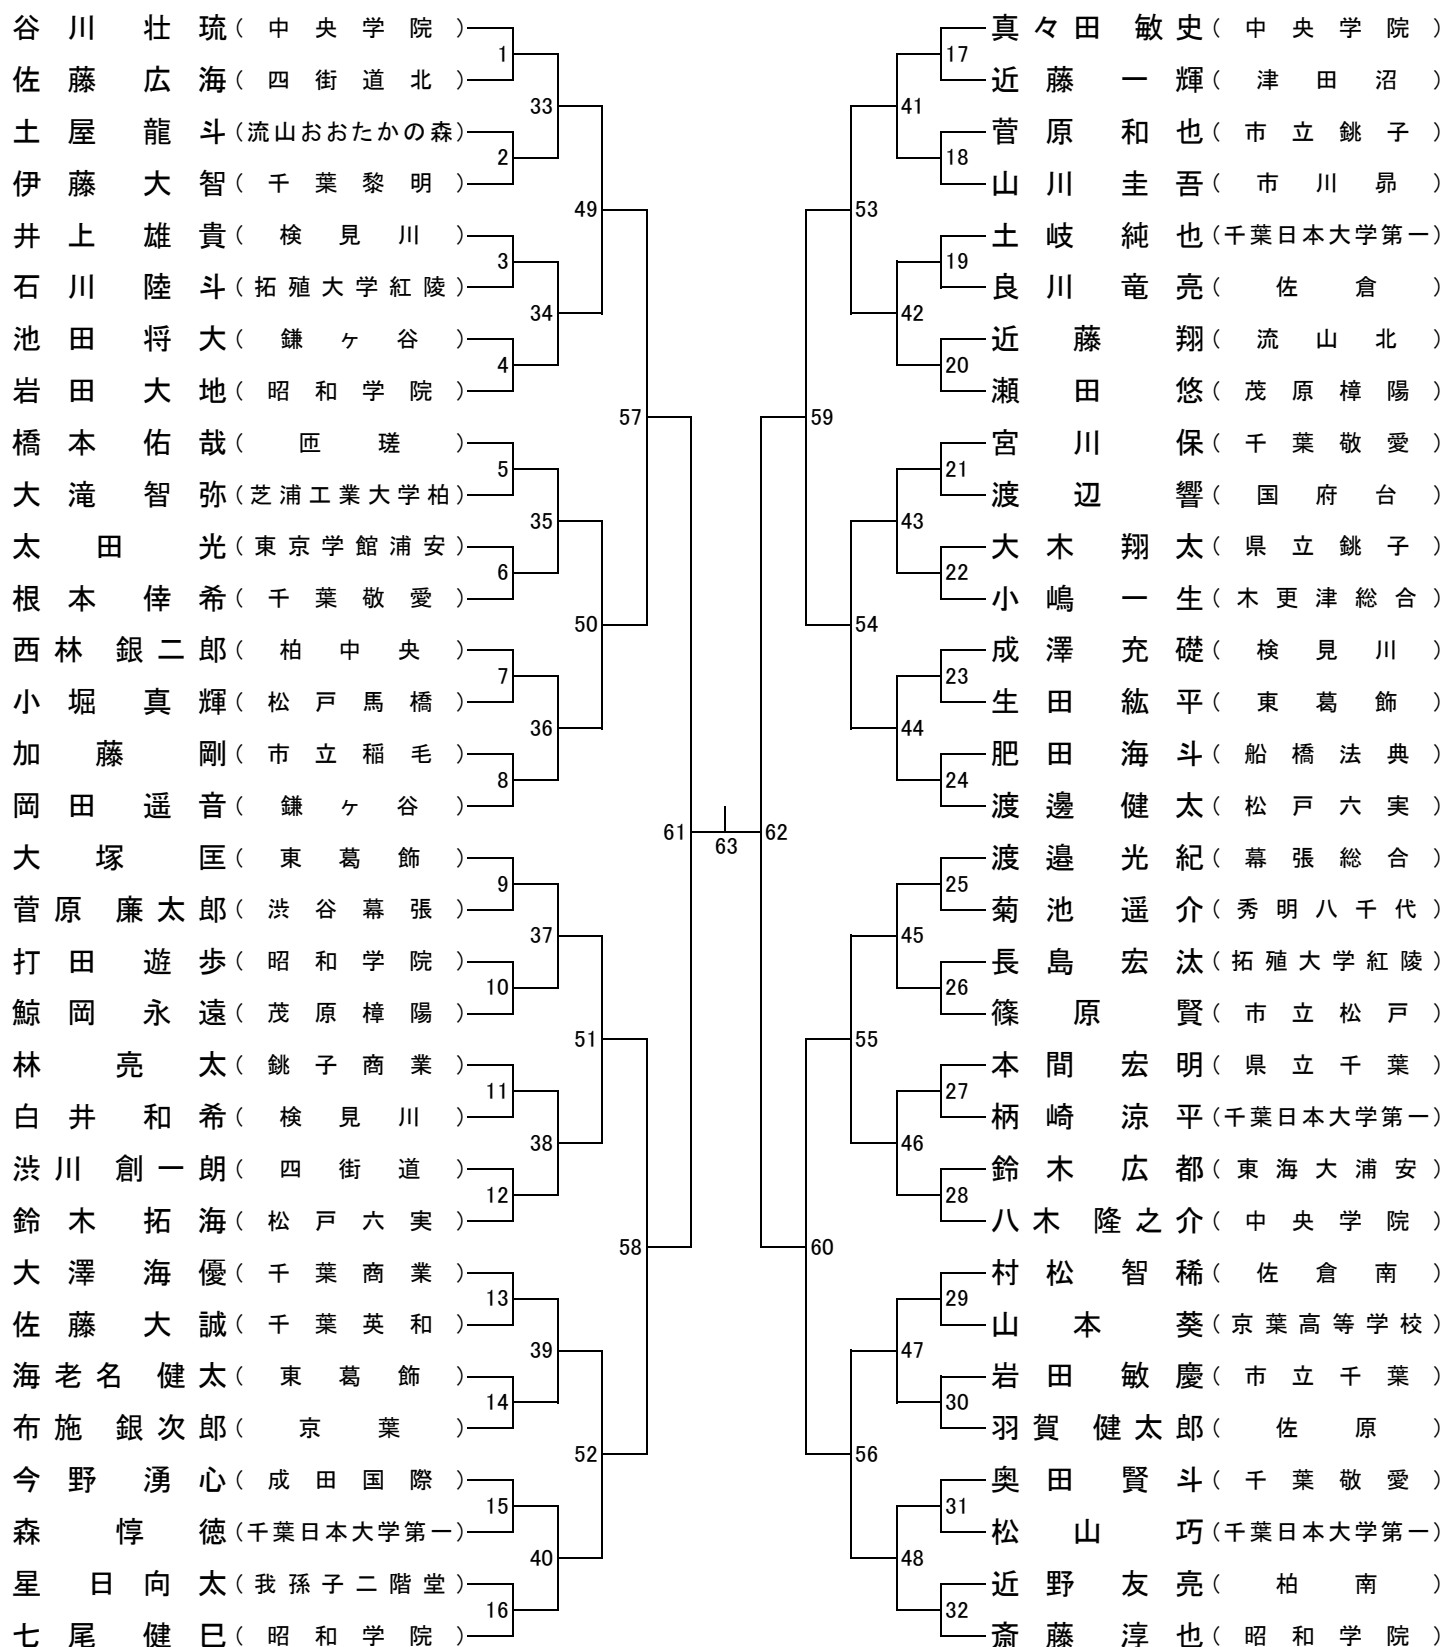 谷川 壮琉(中央学院)
1
佐藤 広海(四街道北)
33
土屋 龍斗(流山おおたかの森)
2
伊藤 大智(千葉黎明)
49
井上 雄貴(検見川)
3
石川 陸斗(拓殖大学紅陵)
34
池田 将大(鎌ヶ谷)
4
岩田 大地(昭和学院)
57
橋本 佑哉(匝瑳)
5
大滝 智弥(芝浦工業大学柏)
35
太田 光(東京学館浦安)
6
根本 倖希(千葉敬愛)
50
西林 銀二郎(柏中央)
7
小堀 真輝(松戸馬橋)
36
加藤 剛(市立稲毛)
8
岡田 遥音(鎌ヶ谷)
61
大塚 匡(東葛飾)
9
菅原 廉太郎(渋谷幕張)
37
打田 遊歩(昭和学院)
10
鯨岡 永遠(茂原樟陽)
51
林 亮太(銚子商業)
11
白井 和希(検見川)
38
渋川 創一朗(四街道)
12
鈴木 拓海(松戸六実)
58
大澤 海優(千葉商業)
13
佐藤 大誠(千葉英和)
39
海老名 健太(東葛飾)
14
布施 銀次郎(京葉)
52
今野 湧心(成田国際)
15
森 惇徳(千葉日本大学第一)
40
星 日向太(我孫子二階堂)
16
七尾 健巳(昭和学院)
63
真々田 敏史(中央学院)
17
近藤 一輝(津田沼)
41
菅原 和也(市立銚子)
18
山川 圭吾(市川昴)
53
土岐 純也(千葉日本大学第一)
19
良川 竜亮(佐倉)
42
近藤 翔(流山北)
20
瀬田 悠(茂原樟陽)
59
宮川 保(千葉敬愛)
21
渡辺 響(国府台)
43
大木 翔太(県立銚子)
22
小嶋 一生(木更津総合)
54
成澤 充礎(検見川)
23
生田 紘平(東葛飾)
44
肥田 海斗(船橋法典)
24
渡邊 健太(松戸六実)
62
渡邉 光紀(幕張総合)
25
菊池 遥介(秀明八千代)
45
長島 宏汰(拓殖大学紅陵)
26
篠原 賢(市立松戸)
55
本間 宏明(県立千葉)
27
柄崎 涼平(千葉日本大学第一)
46
鈴木 広都(東海大浦安)
28
八木 隆之介(中央学院)
60
村松 智稀(佐倉南)
29
山本 葵(京葉高等学校)
47
岩田 敏慶(市立千葉)
30
羽賀 健太郎(佐原)
56
奥田 賢斗(千葉敬愛)
31
松山 巧(千葉日本大学第一)
48
近野 友亮(柏南)
32
斎藤 淳也(昭和学院)